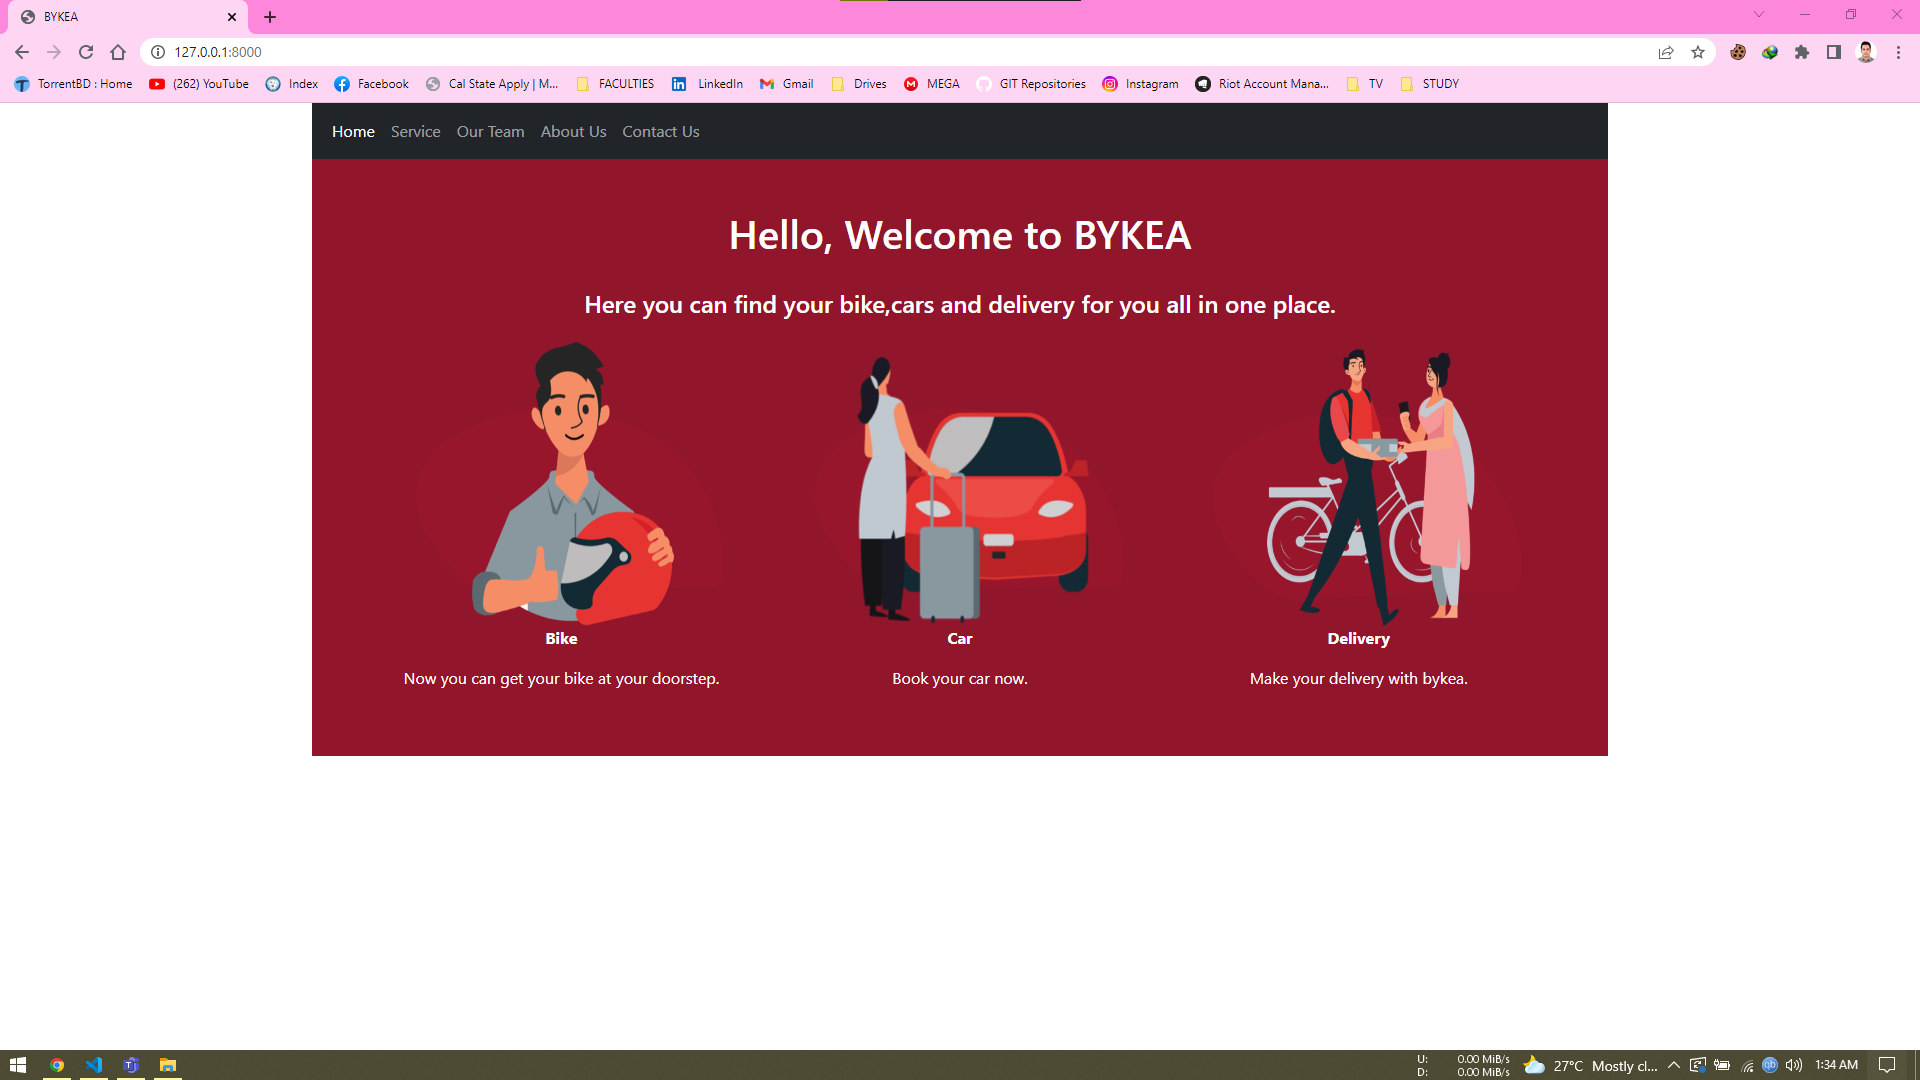 BYKEA
127.0.0.1:8000
TorrentBD : Home (262) YouTube Index Facebook Cal State Apply | M... FACULTIES LinkedIn Gmail Drives MEGA GIT Repositories Instagram Riot Account Mana... TV STUDY
Home Service Our Team About Us Contact Us
Hello, Welcome to BYKEA
Here you can find your bike,cars and delivery for you all in one place.
Bike Car Delivery
Now you can get your bike at your doorstep. Book your car now. Make your delivery with bykea.
U: 0.00 MiB/s
D: 0.00 MiB/s
27°C Mostly cl... 1:34 AM